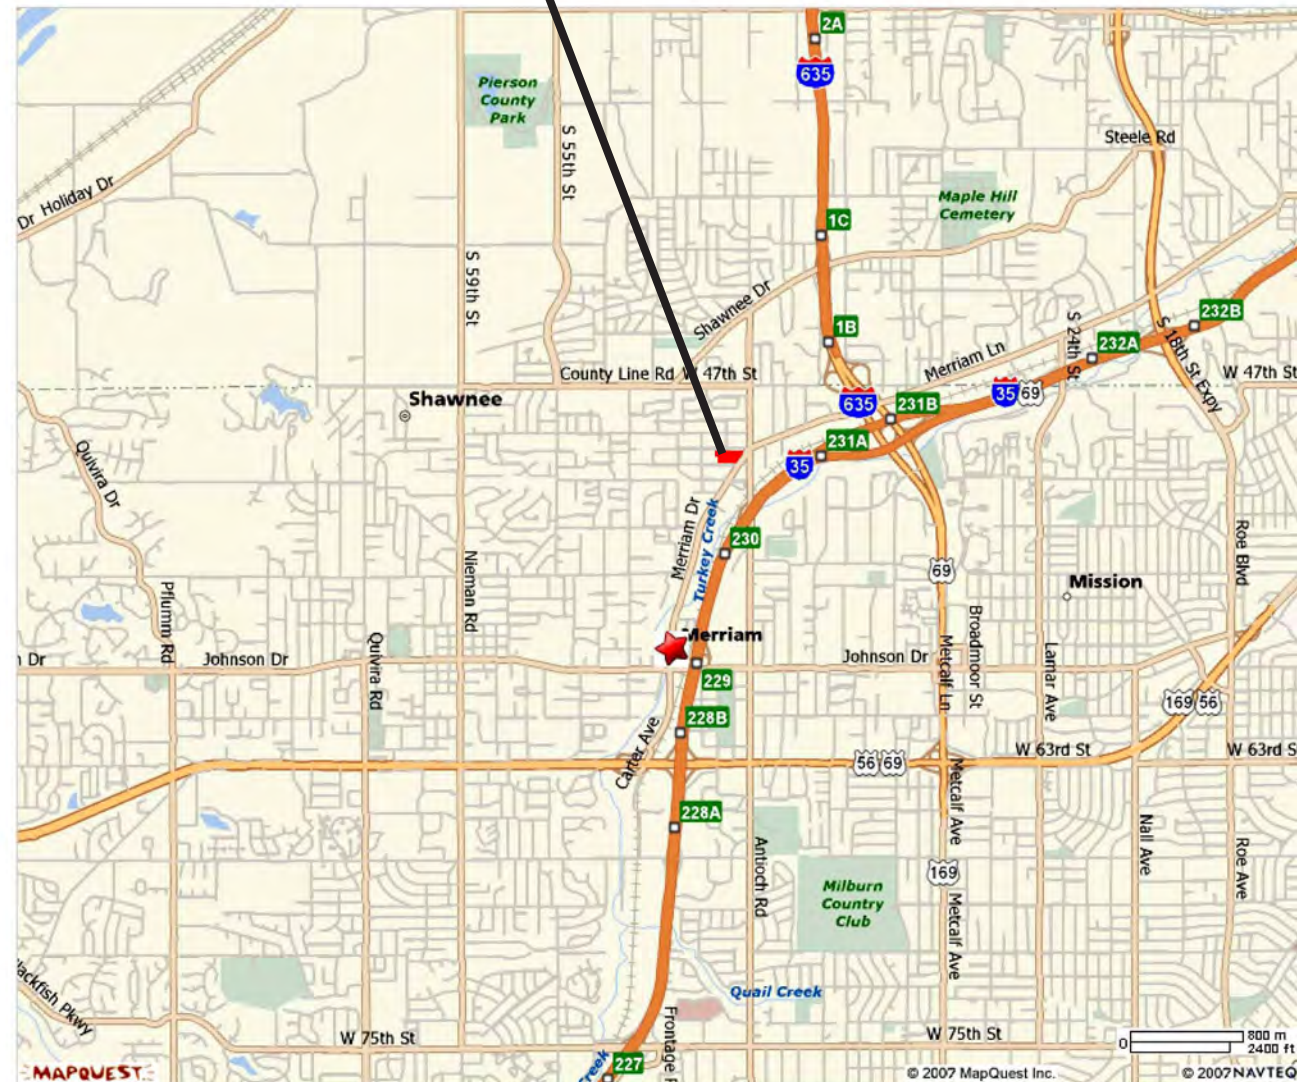 2A
635
Pierson
County
Park
S 55th St
Steele Rd
Maple Hill
Cemetery
Dr
Holiday Dr
1C
S 59th St
Shawnee Dr
1B
232B
S 24th St
232A
S 18th St Expy
Merriam Ln
County Line Rd
W 47th St
W 47th St
Shawnee
635
35
69
231B
231A
35
Quivira Dr
Merriam Dr
Turkey Creek
230
Roe Blvd
69
Mission
Nieman Rd
Pflumm Rd
Quivira Rd
Merriam
Broadmoor St
Metcalf Ln
Lamar Ave
n Dr
Johnson Dr
Johnson Dr
229
169
56
228B
Carter Ave
56
69
W 63rd St
W 63rd S
Metcalf Ave
228A
Nall Ave
Roe Ave
Antioch Rd
169
Milburn
Country
Club
Metcalf Ave
lackfish Pkwy
Quail Creek
Frontage R
W 75th St
W 75th St
0
800 m
2400 ft
227
Creek
MAPQUEST
© 2007 MapQuest Inc.
© 2007 NAVTEQ